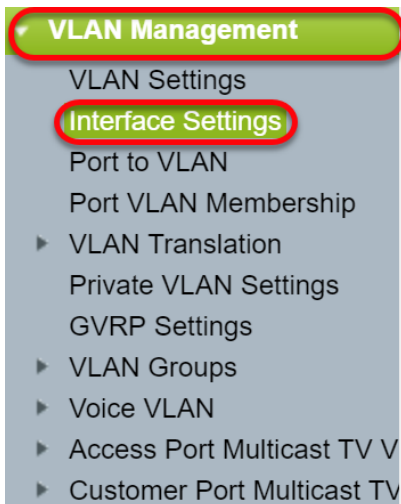 VLAN Management
VLAN Settings
Interface Settings
Port to VLAN
Port VLAN Membership
VLAN Translation
Private VLAN Settings
GVRP Settings
VLAN Groups
Voice VLAN
Access Port Multicast TV V
Customer Port Multicast TV